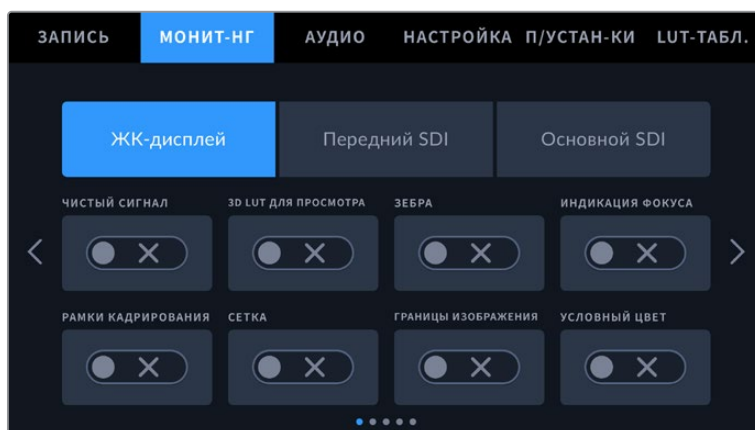 ЗАПИСЬ МОНИТ-НГ АУДИО НАСТРОЙКА П/УСТАН-КИ LUT-ТАБЛ.
ЖК-дисплей Передний SDI Основной SDI
ЧИСТЫЙ СИГНАЛ 3D LUT ДЛЯ ПРОСМОТРА ЗЕБРА ИНДИКАЦИЯ ФОКУСА
РАМКИ КАДРИРОВАНИЯ СЕТКА ГРАНИЦЫ ИЗОБРАЖЕНИЯ УСЛОВНЫЙ ЦВЕТ